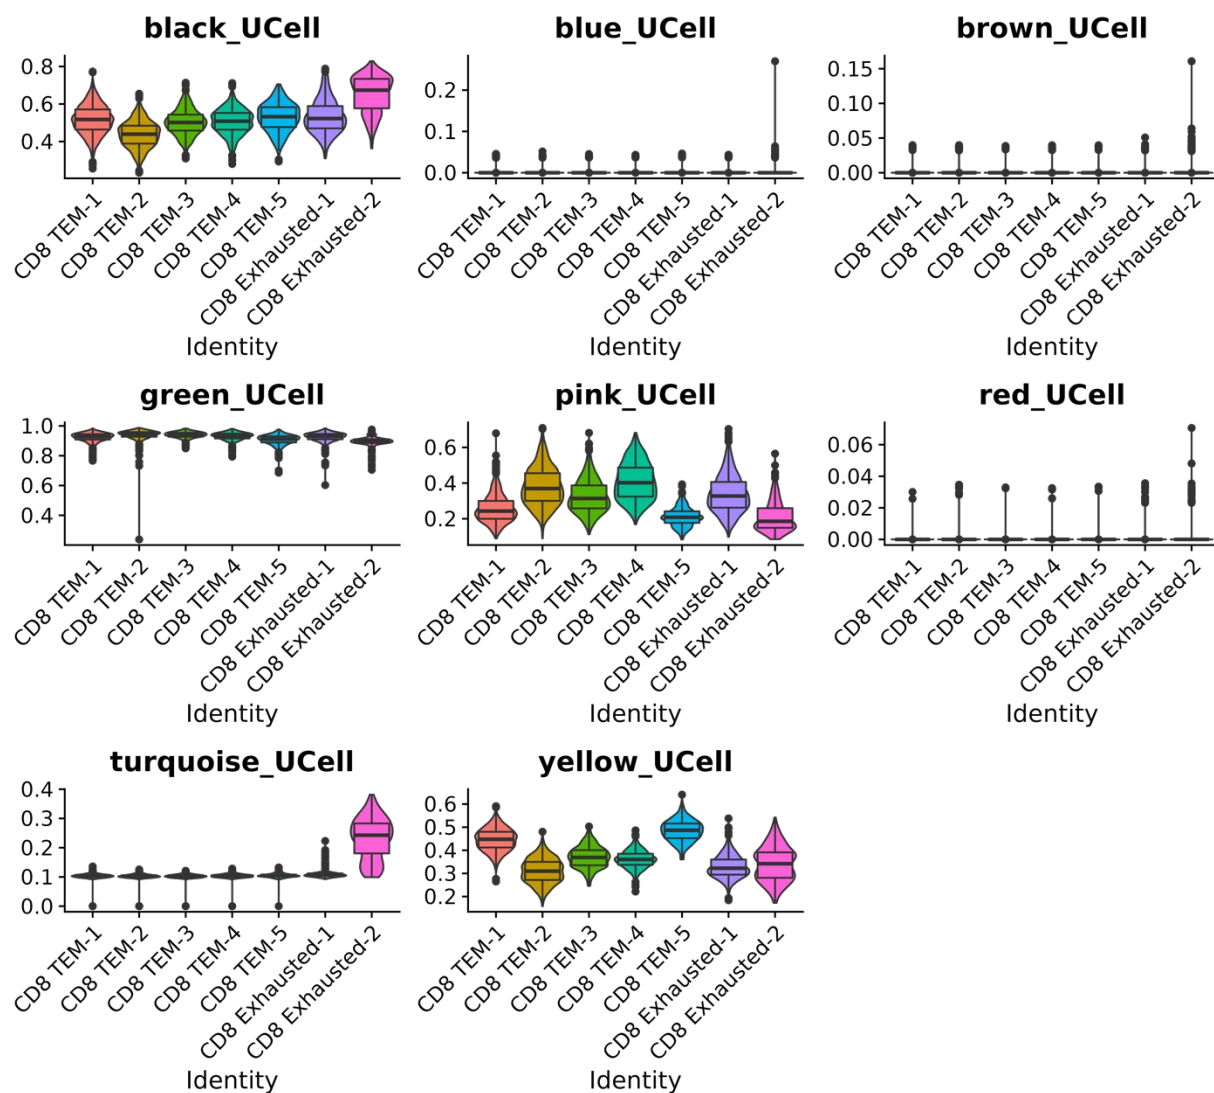 black_UCell
0.8
0.6
0.4
CD8 TEM-1
CD8 TEM-2
CD8 TEM-3
CD8 TEM-4
CD8 TEM-5
CD8 Exhausted-1
CD8 Exhausted-2
Identity
blue_UCell
0.2
0.1
0.0
CD8 TEM-1
CD8 TEM-2
CD8 TEM-3
CD8 TEM-4
CD8 TEM-5
CD8 Exhausted-1
CD8 Exhausted-2
Identity
brown_UCell
0.15
0.10
0.05
0.00
CD8 TEM-1
CD8 TEM-2
CD8 TEM-3
CD8 TEM-4
CD8 TEM-5
CD8 Exhausted-1
CD8 Exhausted-2
Identity
green_UCell
1.0
0.8
0.6
0.4
CD8 TEM-1
CD8 TEM-2
CD8 TEM-3
CD8 TEM-4
CD8 TEM-5
CD8 Exhausted-1
CD8 Exhausted-2
Identity
pink_UCell
0.6
0.4
0.2
CD8 TEM-1
CD8 TEM-2
CD8 TEM-3
CD8 TEM-4
CD8 TEM-5
CD8 Exhausted-1
CD8 Exhausted-2
Identity
red_UCell
0.06
0.04
0.02
0.00
CD8 TEM-1
CD8 TEM-2
CD8 TEM-3
CD8 TEM-4
CD8 TEM-5
CD8 Exhausted-1
CD8 Exhausted-2
Identity
turquoise_UCell
0.4
0.3
0.2
0.1
0.0
CD8 TEM-1
CD8 TEM-2
CD8 TEM-3
CD8 TEM-4
CD8 TEM-5
CD8 Exhausted-1
CD8 Exhausted-2
Identity
yellow_UCell
0.6
0.5
0.4
0.3
0.2
CD8 TEM-1
CD8 TEM-2
CD8 TEM-3
CD8 TEM-4
CD8 TEM-5
CD8 Exhausted-1
CD8 Exhausted-2
Identity